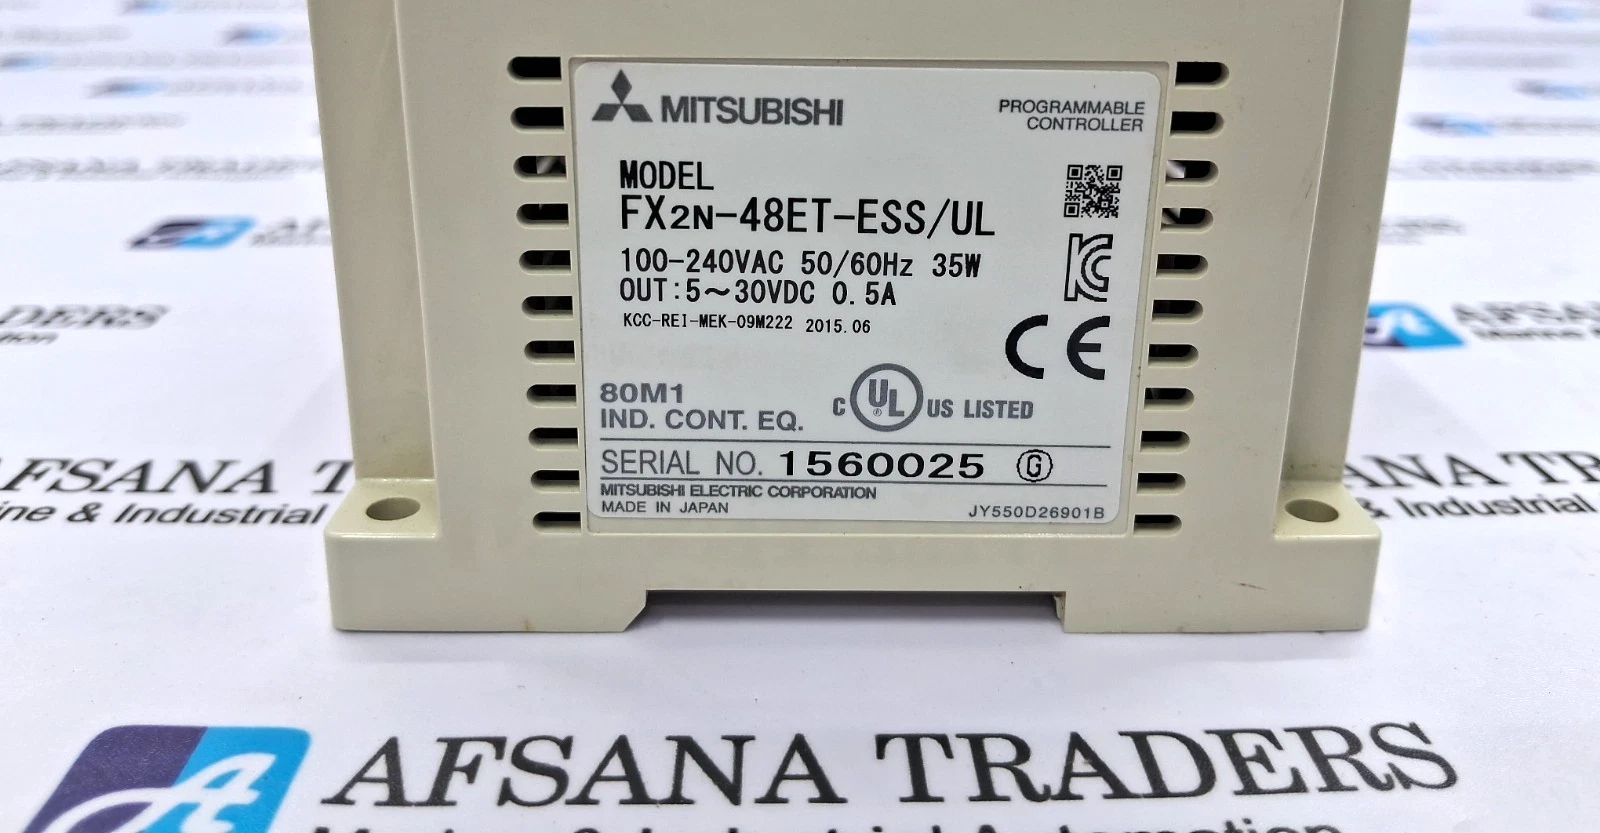 MITSUBISHI
PROGRAMMABLE
CONTROLLER
MODEL
FX2N-48ET-ESS/UL
100-240VAC 50/60Hz 35W
OUT:5~30VDC 0.5A
KCC-REI-MEK-09M222 2015.06
CE
80M1
IND. CONT. EQ.
C UL ® US LISTED
SERIAL NO. 1560025 G
MITSUBISHI ELECTRIC CORPORATION
MADE IN JAPAN
JY550D26901B
AFSANA TRADERS